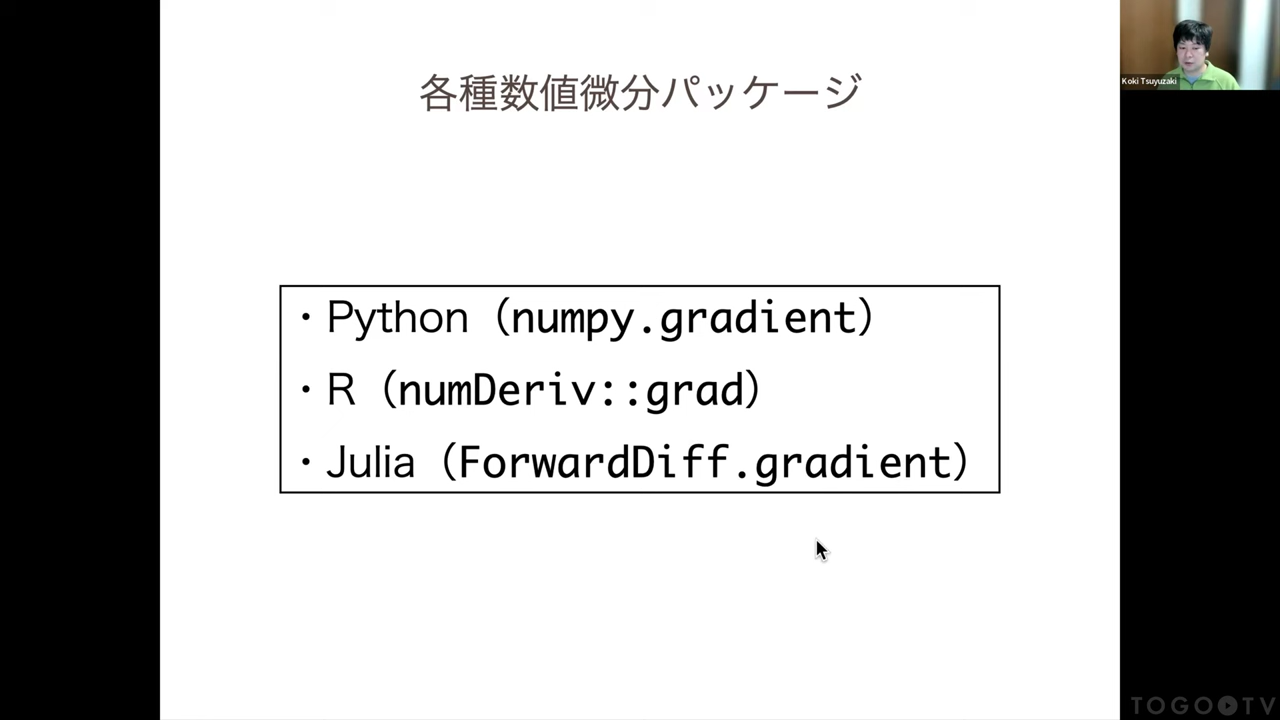 各種数値微分パッケージ
・Python（numpy.gradient）
・R（numDeriv::grad）
・Julia（ForwardDiff.gradient）
Koki Tsuyuzaki
TOGO TV